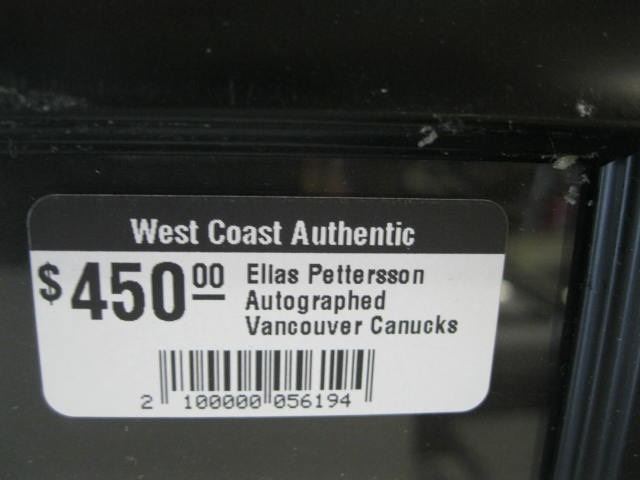 West Coast Authentic
$450.00 Ellas Pettersson
Autographed
Vancouver Canucks
2 100000 056194